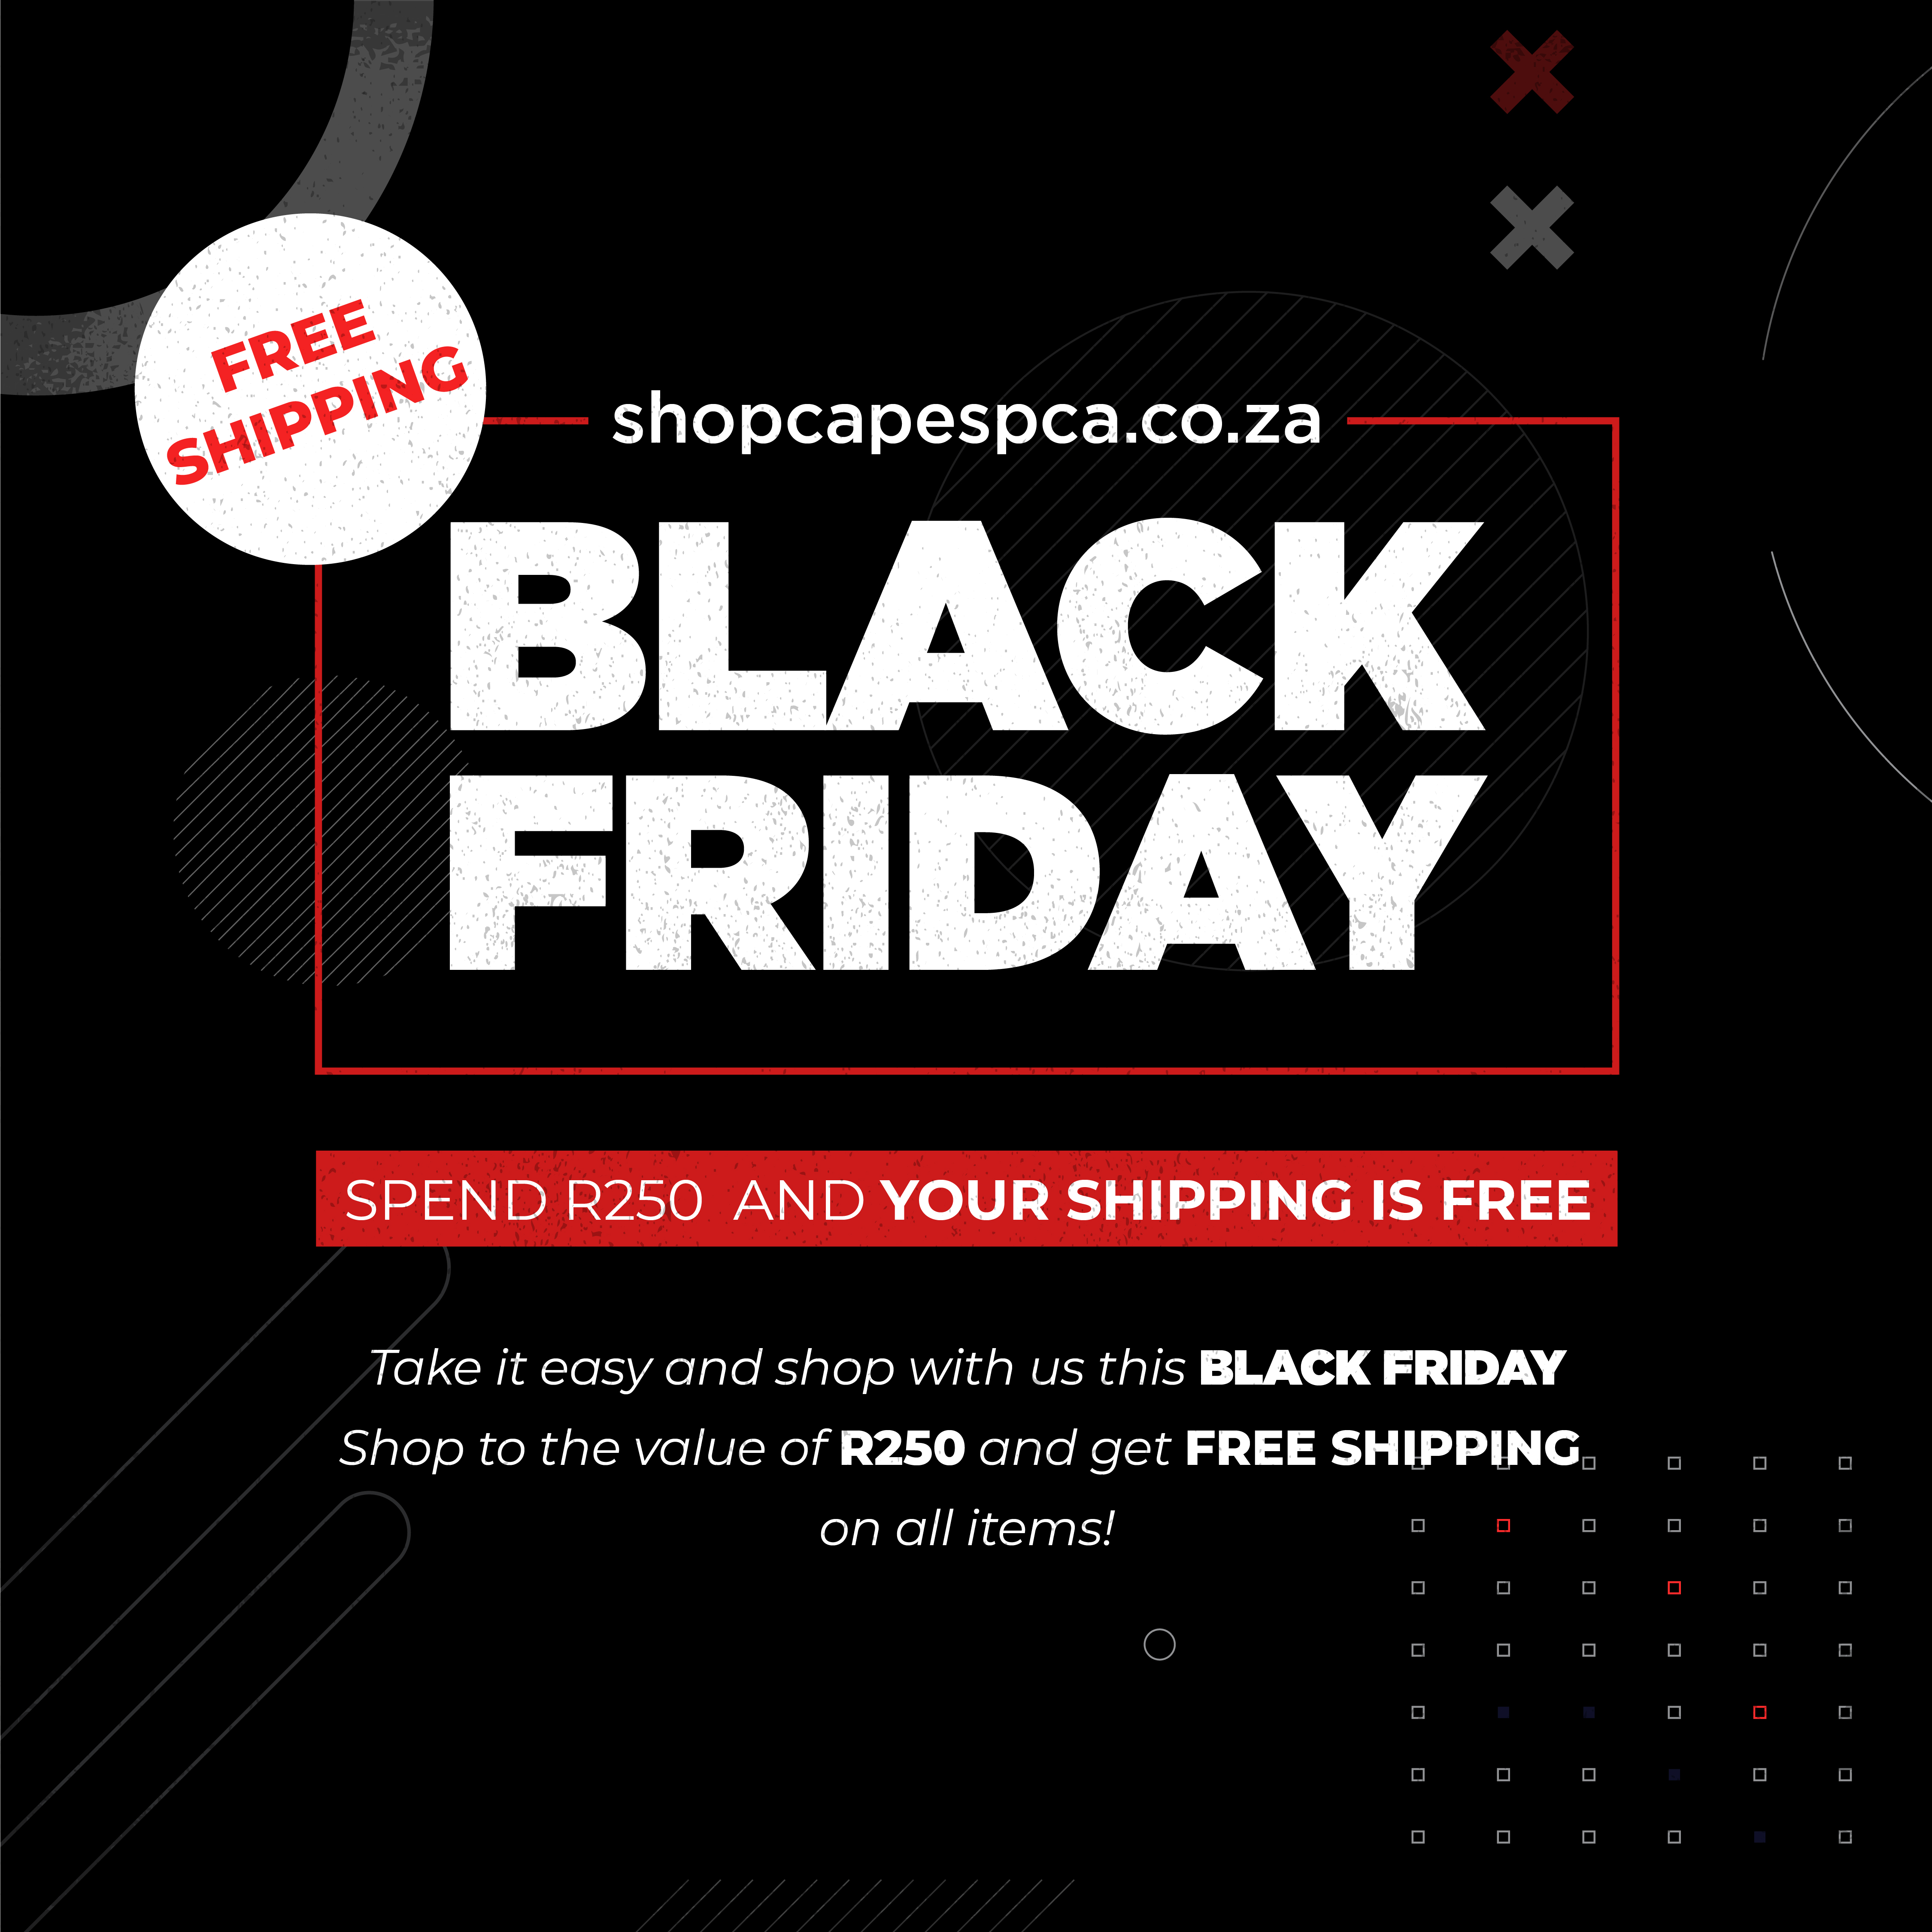 FREE
SHIPPING
shopcapespca.co.za
BLACK
FRIDAY
SPEND R250 AND YOUR SHIPPING IS FREE
Take it easy and shop with us this BLACK FRIDAY
Shop to the value of R250 and get FREE SHIPPING
on all items!